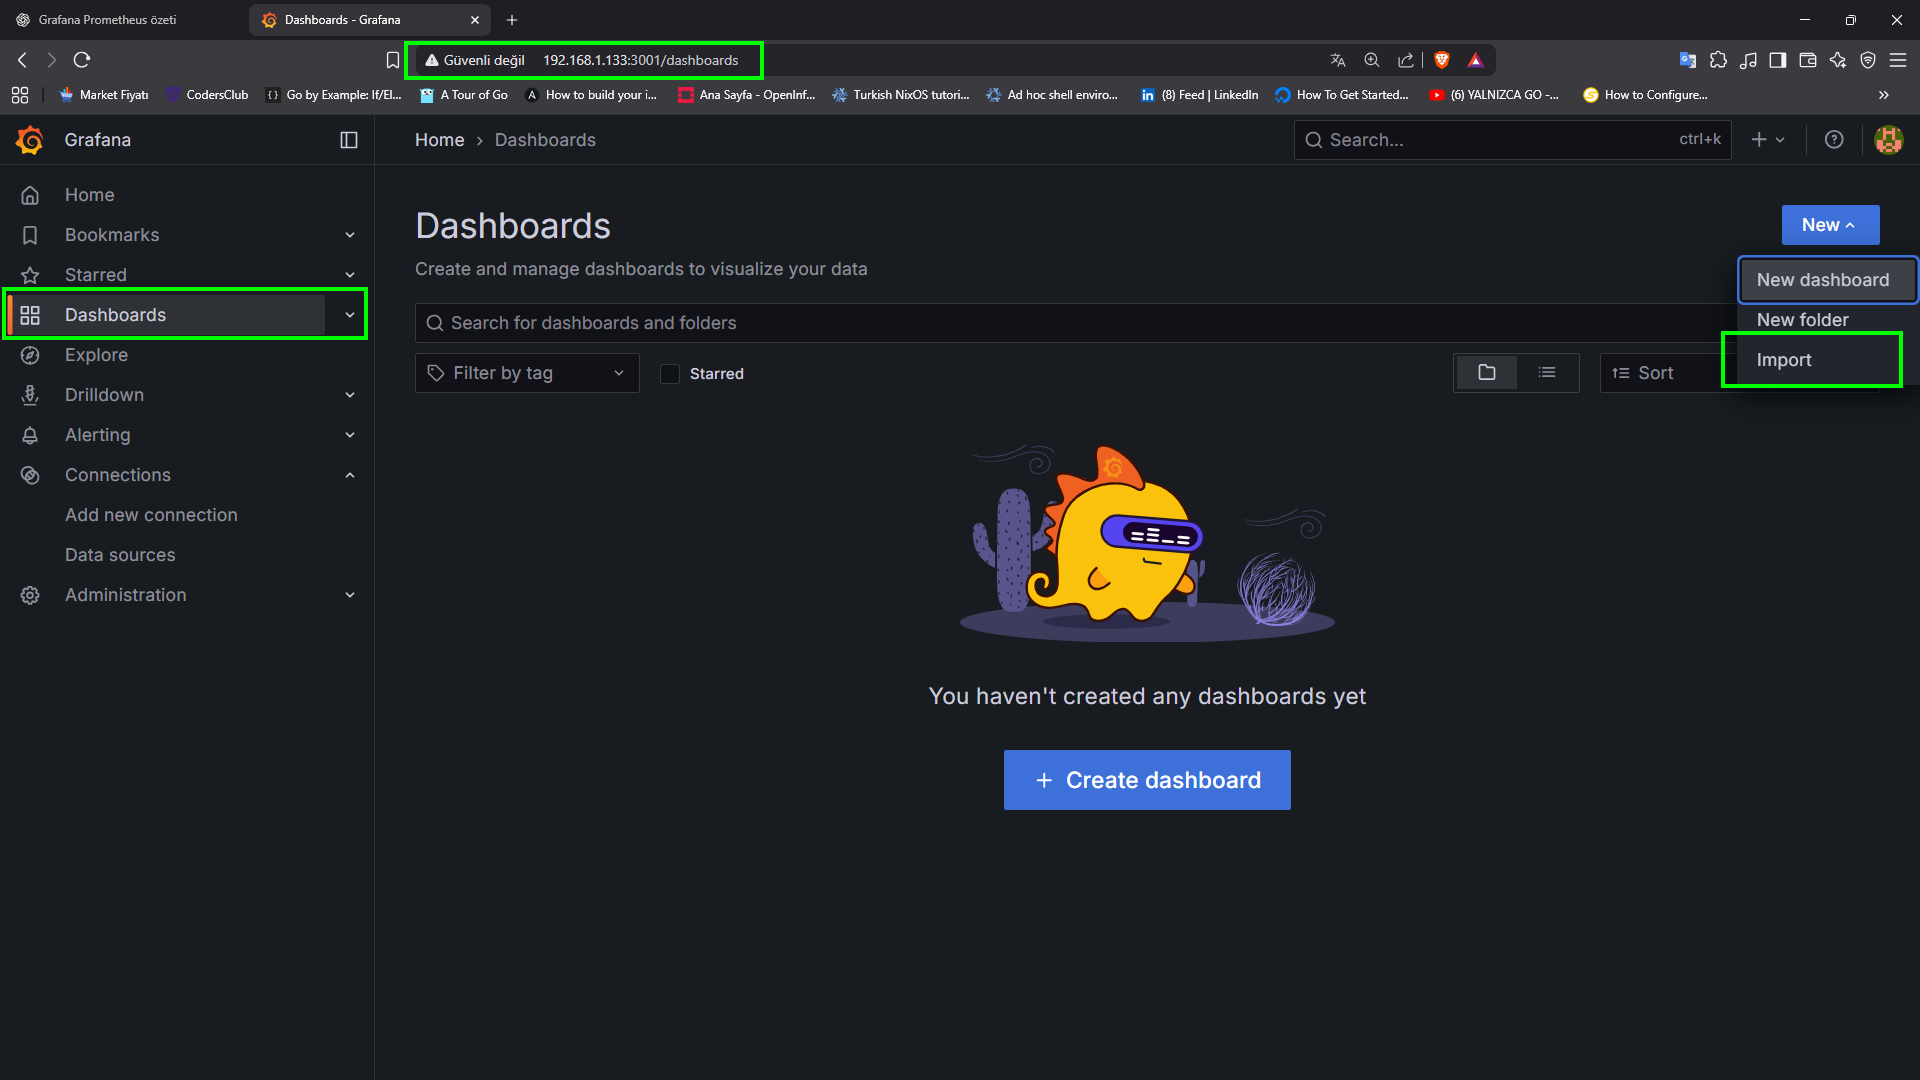 Grafana Prometheus özeti
Dashboards - Grafana
Güvenli değil 192.168.1.133:3001/dashboards
Market Fiyatı
CodersClub
Go by Example: If/El...
A Tour of Go
How to build your i...
Ana Sayfa - OpenInf...
Turkish NixOS tutori...
Ad hoc shell enviro...
(8) Feed | LinkedIn
How To Get Started...
(6) YALNIZCA GO -...
How to Configure...
Grafana
Home › Dashboards
Search... ctrl+k
Home
Bookmarks
Starred
Dashboards
Explore
Drilldown
Alerting
Connections
Add new connection
Data sources
Administration
Dashboards
Create and manage dashboards to visualize your data
New
New dashboard
New folder
Import
Search for dashboards and folders
Filter by tag
Starred
Sort
You haven't created any dashboards yet
+ Create dashboard